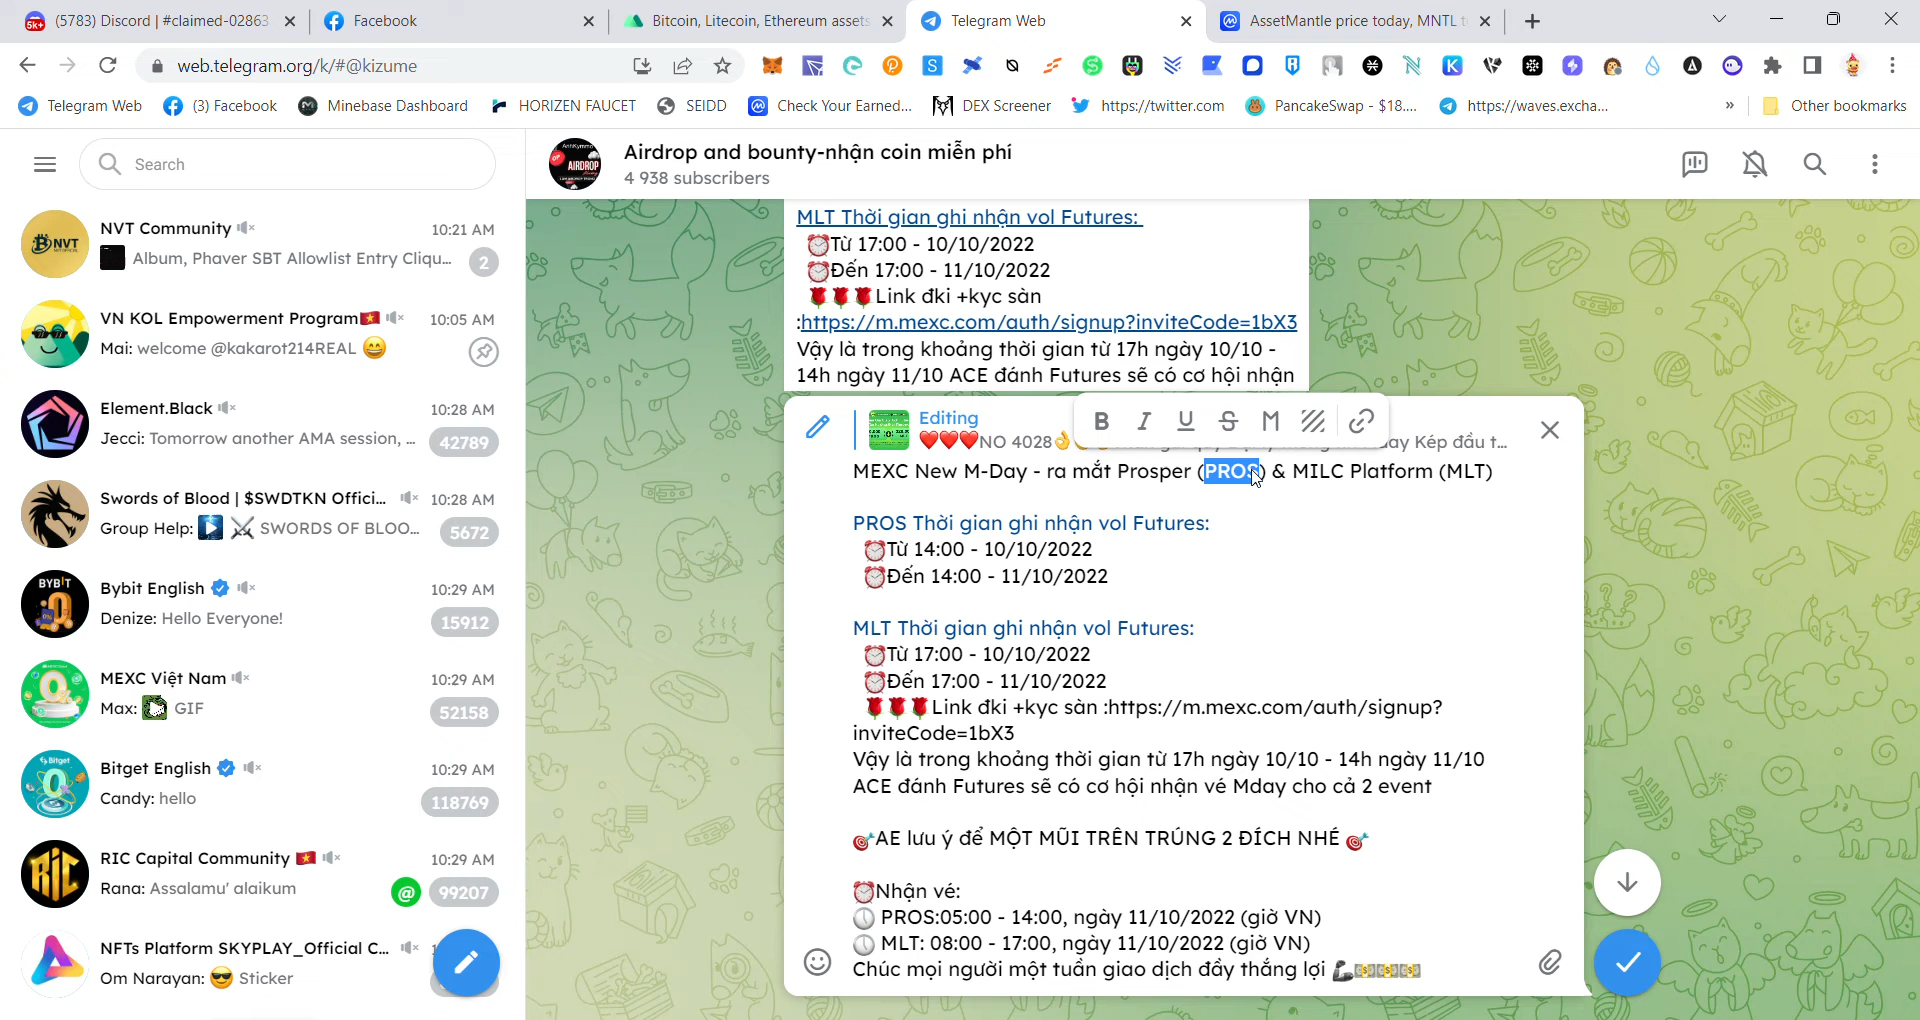 (5783) Discord | #claimed-02863
Facebook
Bitcoin, Litecoin, Ethereum assets
Telegram Web
AssetMantle price today, MNTL t
web.telegram.org/k/#@kizume
Telegram Web
(3) Facebook
Minebase Dashboard
HORIZEN FAUCET
SEIDD
Check Your Earned...
DEX Screener
https://twitter.com
PancakeSwap - $18....
https://waves.excha...
»
Other bookmarks
Search
Airdrop and bounty-nhận coin miễn phí
4 938 subscribers
NVT Community
10:21 AM
Album, Phaver SBT Allowlist Entry Cliqu...
2
VN KOL Empowerment Program🇻🇳
10:05 AM
Mai: welcome @kakarot214REAL 😄
Element.Black
10:28 AM
Jecci: Tomorrow another AMA session, ...
42789
Swords of Blood | $SWDTKN Offici...
10:28 AM
Group Help: ⚔ SWORDS OF BLOO...
5672
Bybit English
10:29 AM
Denize: Hello Everyone!
15912
MEXC Việt Nam
10:29 AM
Max: GIF
52158
Bitget English
10:29 AM
Candy: hello
118769
RIC Capital Community 🇻🇳
10:29 AM
Rana: Assalamu' alaikum
@ 99207
NFTs Platform SKYPLAY_Official C...
Om Narayan: 😎 Sticker
MLT Thời gian ghi nhận vol Futures:
⏰Từ 17:00 - 10/10/2022
⏰Đến 17:00 - 11/10/2022
🌹🌹🌹Link đki +kyc sàn
:https://m.mexc.com/auth/signup?inviteCode=1bX3
Vậy là trong khoảng thời gian từ 17h ngày 10/10 -
14h ngày 11/10 ACE đánh Futures sẽ có cơ hội nhận
Editing
❤❤❤NO 4028👌
ay Kép đầu t...
B I U S M
MEXC New M-Day - ra mắt Prosper (PROS) & MILC Platform (MLT)
PROS Thời gian ghi nhận vol Futures:
⏰Từ 14:00 - 10/10/2022
⏰Đến 14:00 - 11/10/2022
MLT Thời gian ghi nhận vol Futures:
⏰Từ 17:00 - 10/10/2022
⏰Đến 17:00 - 11/10/2022
🌹🌹🌹Link đki +kyc sàn :https://m.mexc.com/auth/signup?
inviteCode=1bX3
Vậy là trong khoảng thời gian từ 17h ngày 10/10 - 14h ngày 11/10
ACE đánh Futures sẽ có cơ hội nhận vé Mday cho cả 2 event
🎯AE lưu ý để MỘT MŨI TRÊN TRÚNG 2 ĐÍCH NHÉ 🎯
⏰Nhận vé:
🕔 PROS:05:00 - 14:00, ngày 11/10/2022 (giờ VN)
🕔 MLT: 08:00 - 17:00, ngày 11/10/2022 (giờ VN)
Chúc mọi người một tuần giao dịch đầy thắng lợi 🦾💵💵💵